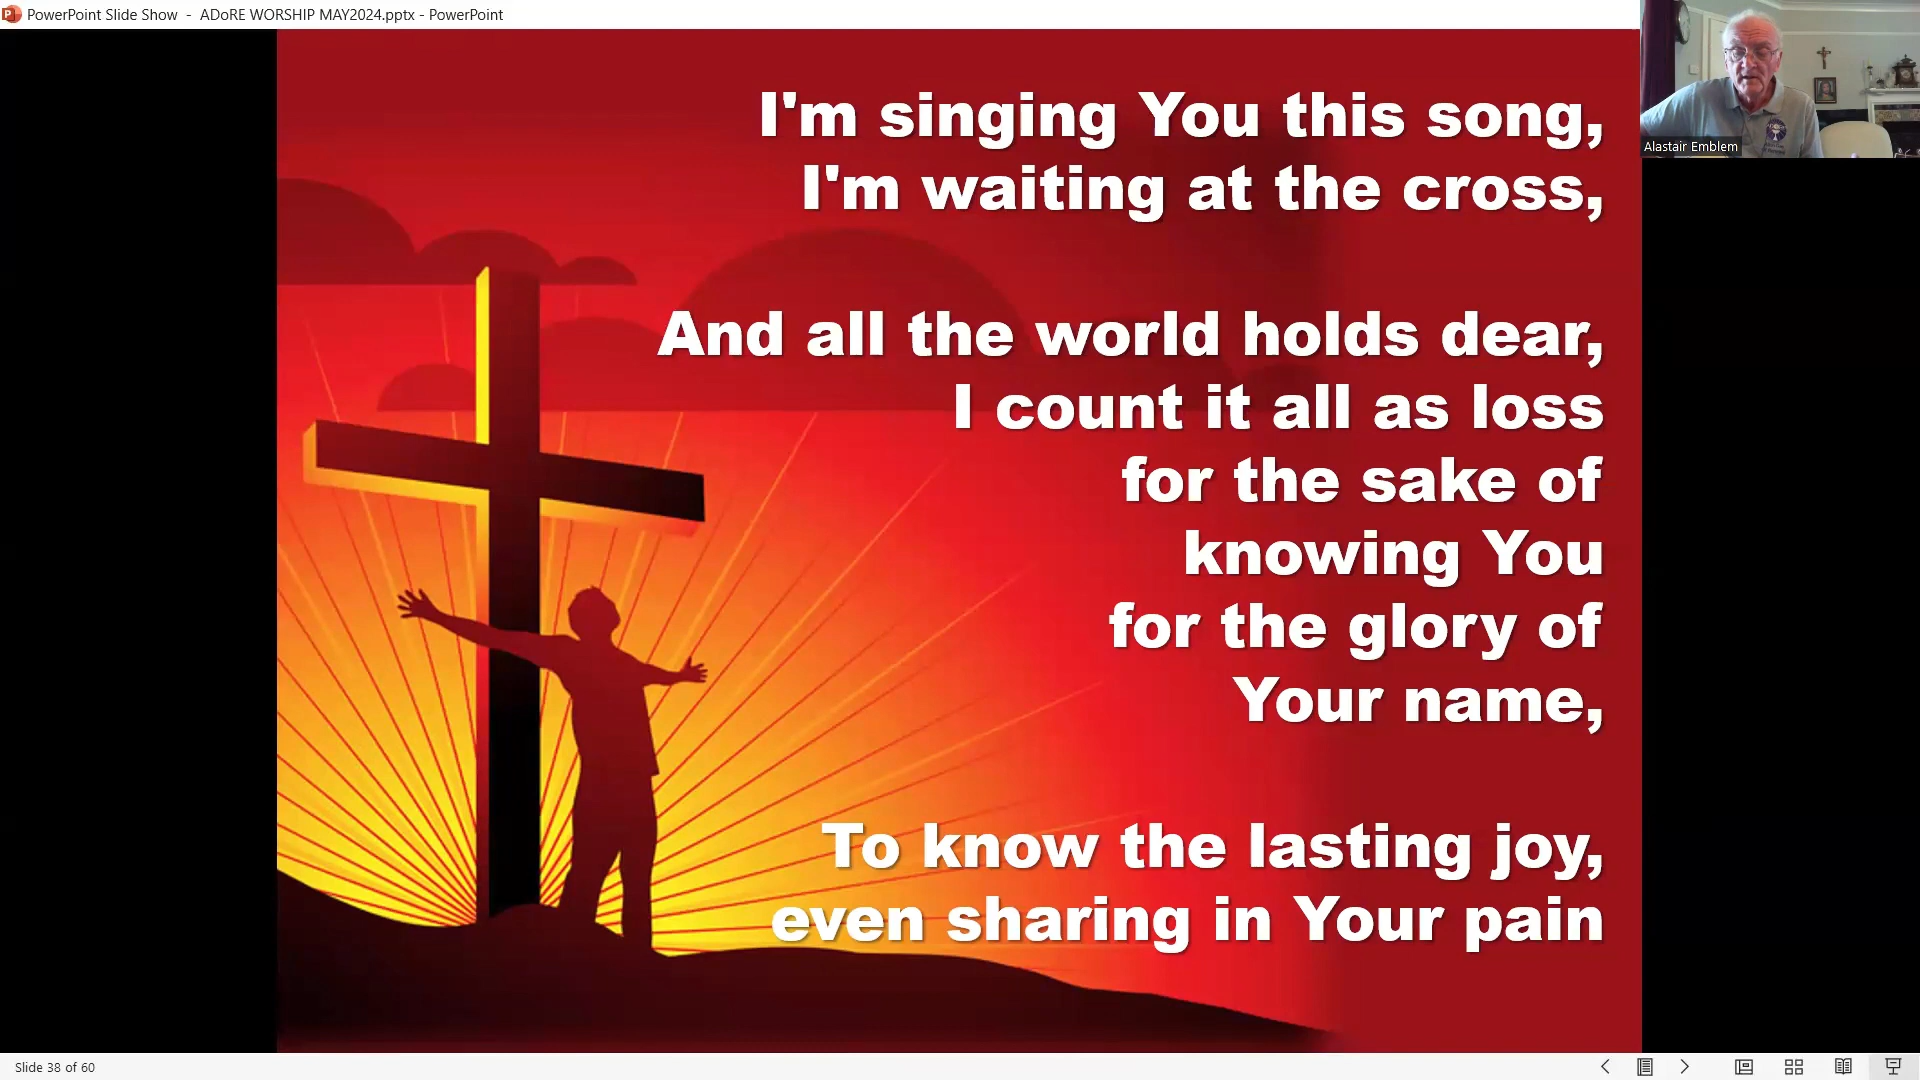 PowerPoint Slide Show - ADoRE WORSHIP MAY2024.pptx - PowerPoint
Alastair Emblem
I'm singing You this song,
I'm waiting at the cross,
And all the world holds dear,
I count it all as loss
for the sake of
knowing You
for the glory of
Your name,
To know the lasting joy,
even sharing in Your pain
Slide 38 of 60